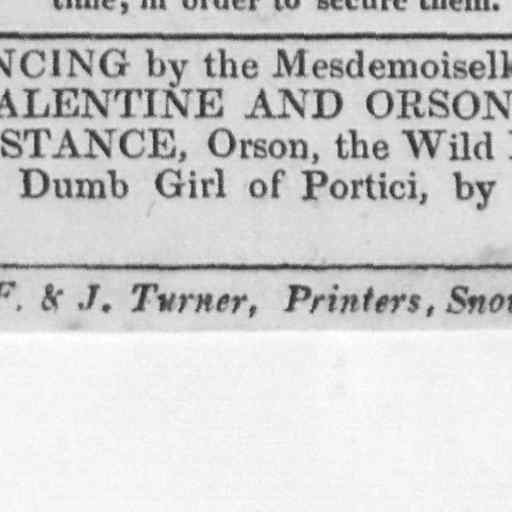 time, in order to secure them.
NCING by the Mesdemoisell
ALENTINE AND ORSON
STANCE, Orson, the Wild
Dumb Girl of Portici, by
F. & J. Turner, Printers, Snow